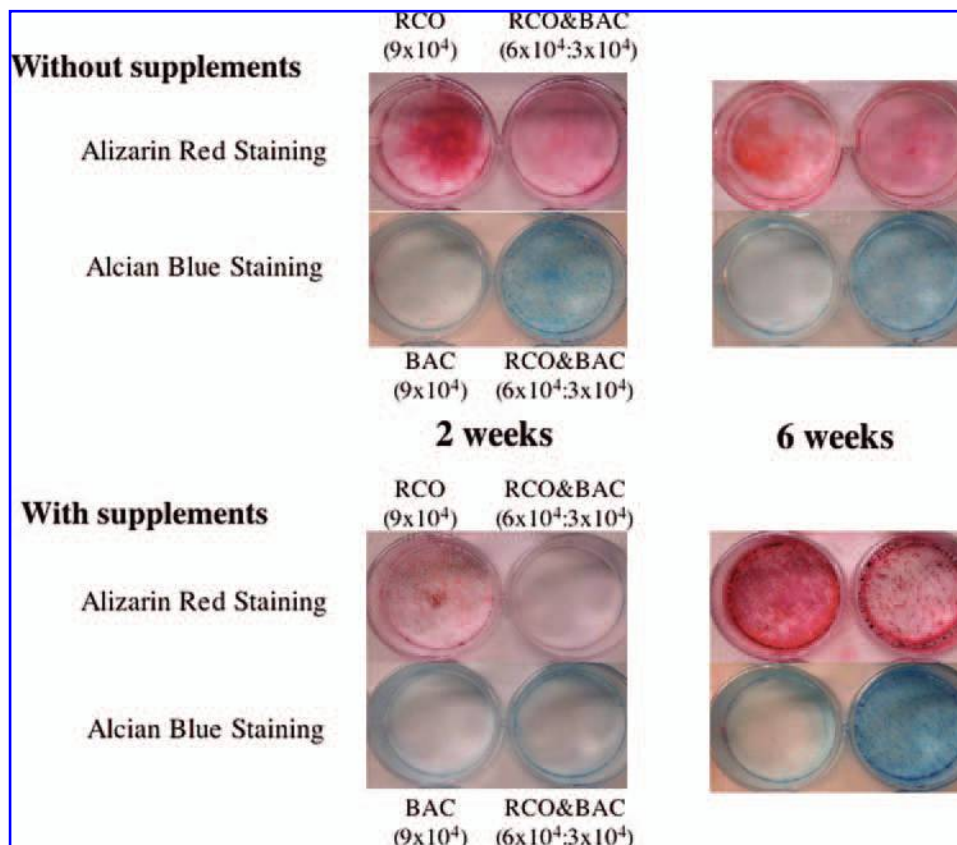 RCO RCO&BAC
(9x10⁴) (6x10⁴:3x10⁴)
Without supplements
Alizarin Red Staining
Alcian Blue Staining
BAC RCO&BAC
(9x10⁴) (6x10⁴:3x10⁴)
2 weeks 6 weeks
RCO RCO&BAC
With supplements (9x10⁴) (6x10⁴:3x10⁴)
Alizarin Red Staining
Alcian Blue Staining
BAC RCO&BAC
(9x10⁴) (6x10⁴:3x10⁴)